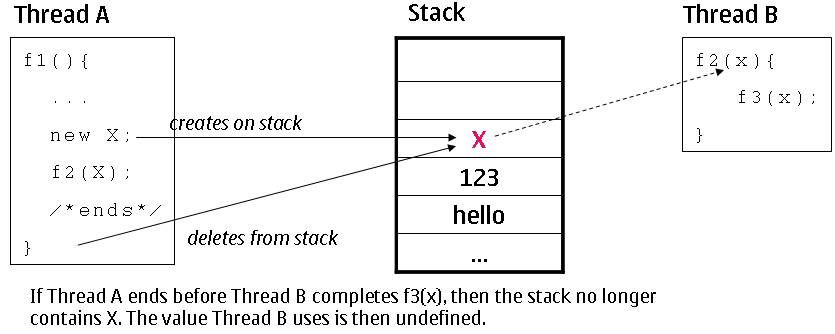 Thread A
Stack
Thread B
f1(){
...
new X;
f2(X);
/*ends*/
}
creates on stack
deletes from stack
X
123
hello
...
f2(x){
f3(x);
}
If Thread A ends before Thread B completes f3(x), then the stack no longer
contains X. The value Thread B uses is then undefined.